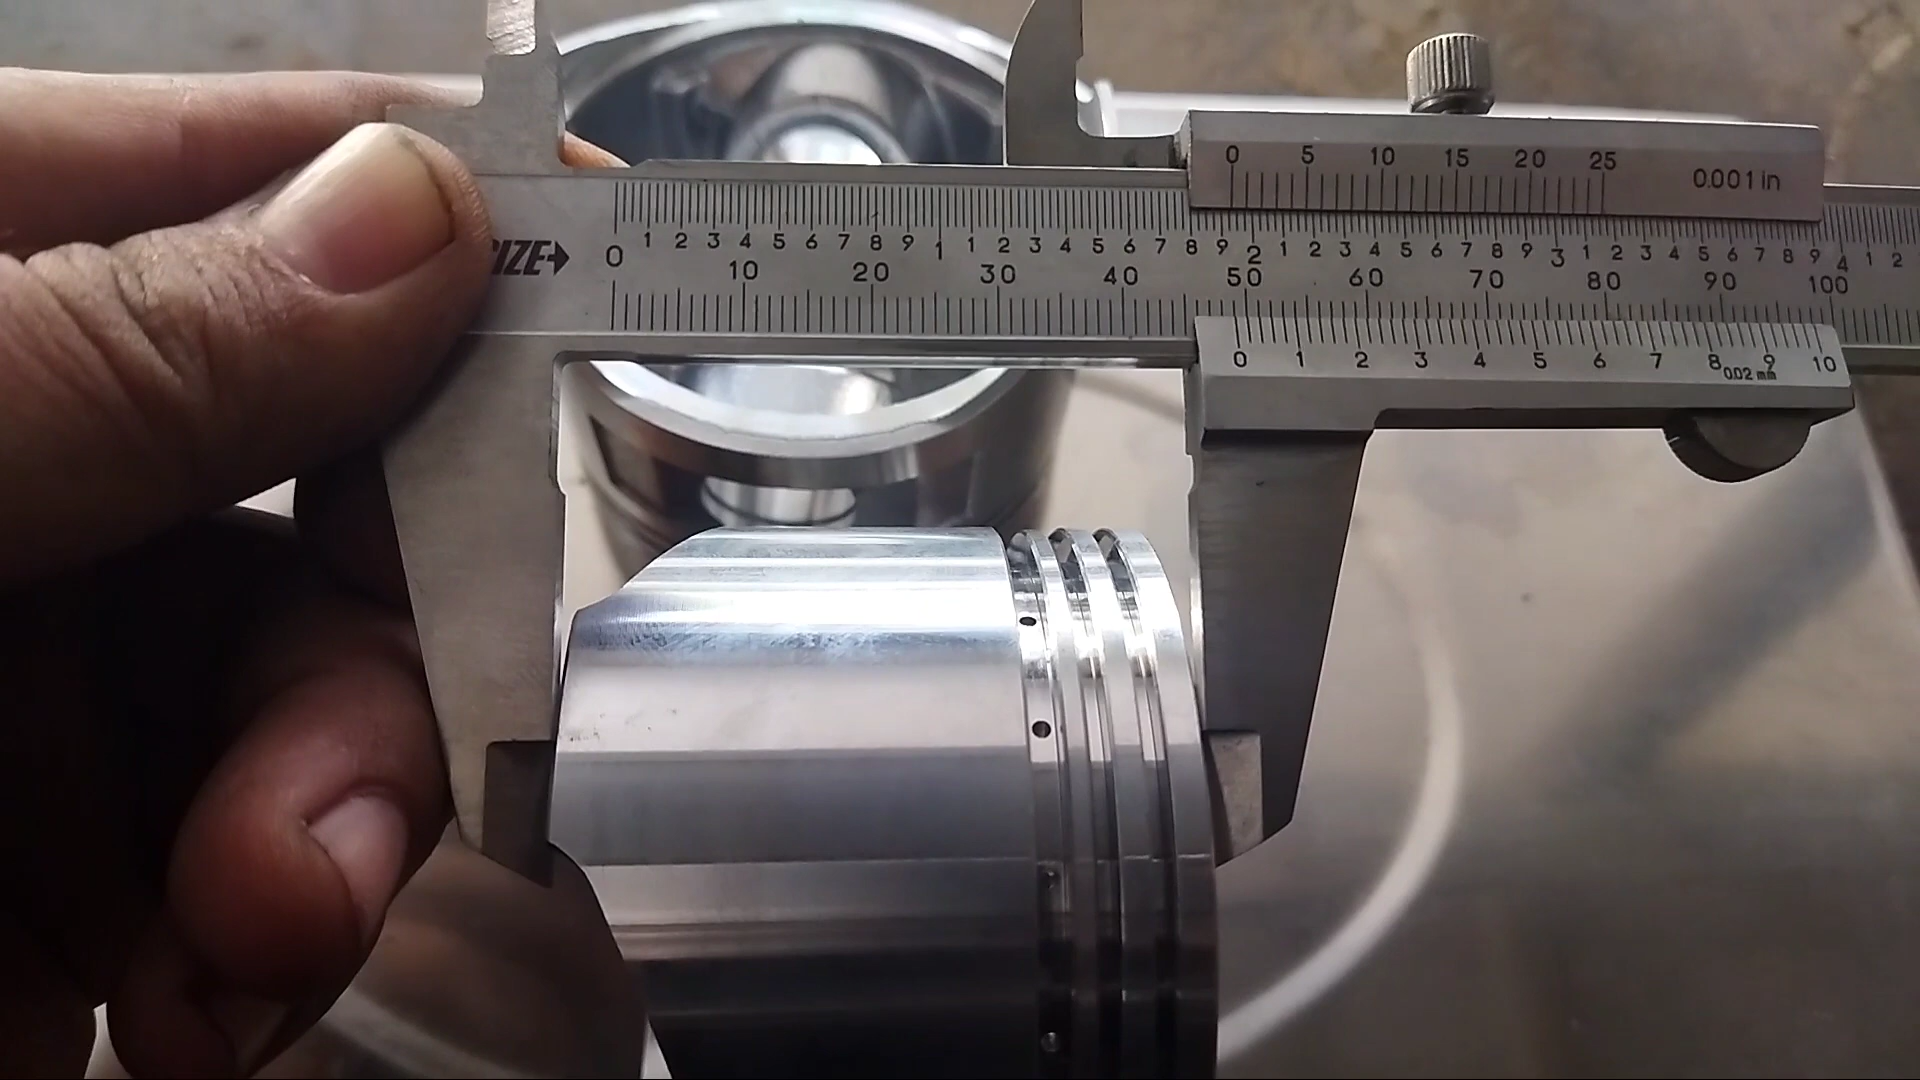 0 5 10 15 20 25 0.001 in
IZE
0 1 2 3 4 5 6 7 8 9 1 1 2 3 4 5 6 7 8 9 2 1 2 3 4 5 6 7 8 9 3 1 2 3 4 5 6 7 8 9 4 1 2
10 20 30 40 50 60 70 80 90 100
0 1 2 3 4 5 6 7 8 9 10
0.02 mm